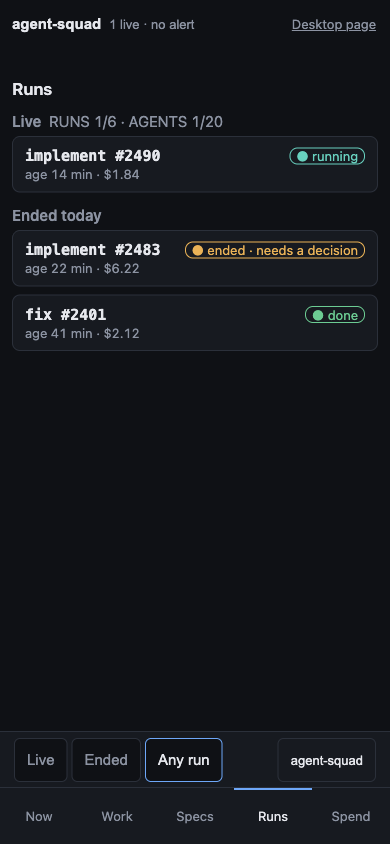 agent-squad 1 live · no alert Desktop page
Runs
Live RUNS 1/6 · AGENTS 1/20
implement #2490 running
age 14 min · $1.84
Ended today
implement #2483 ended · needs a decision
age 22 min · $6.22
fix #2401 done
age 41 min · $2.12
Live Ended Any run agent-squad
Now Work Specs Runs Spend